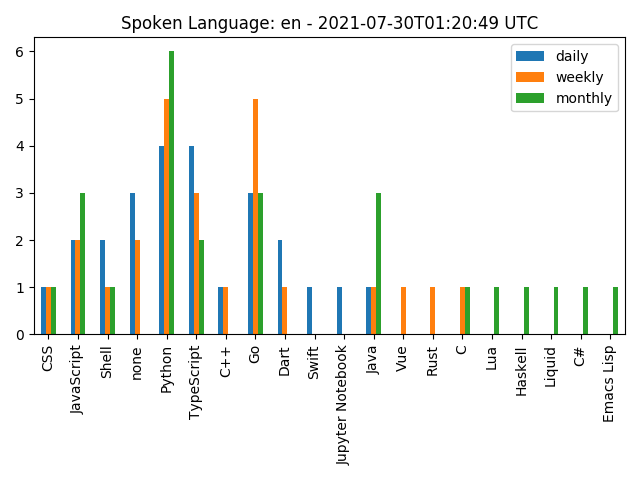 Spoken Language: en - 2021-07-30T01:20:49 UTC
daily
weekly
monthly
6
5
4
3
2
1
0
CSS
JavaScript
Shell
none
Python
TypeScript
C++
Go
Dart
Swift
Jupyter Notebook
Java
Vue
Rust
C
Lua
Haskell
Liquid
C#
Emacs Lisp